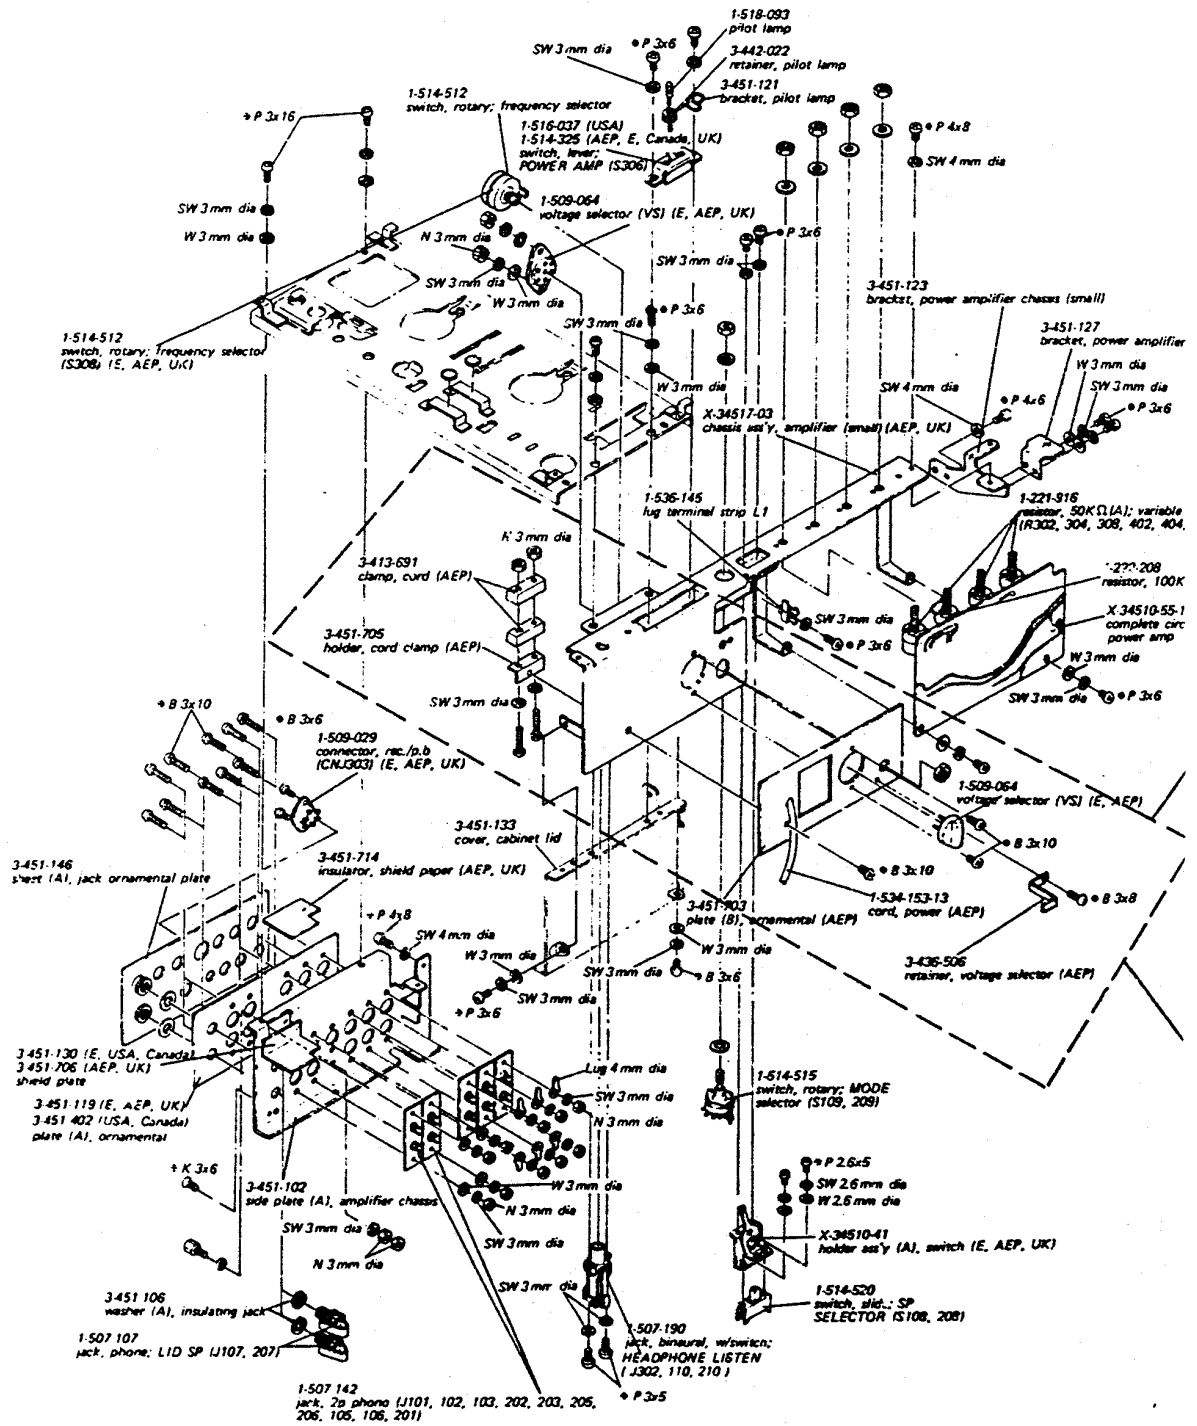 1-518-093
pilot lamp
⊕ P 3x6
SW 3 mm dia
3-442-022
retainer, pilot lamp
3-451-121
bracket, pilot lamp
1-514-512
switch, rotary; frequency selector
⊕ P 3x16
1-516-037 (USA)
1-514-325 (AEP, E, Canada, UK)
switch, lever;
POWER AMP (S306)
⊕ P 4x8
SW 4 mm dia
1-509-064
voltage selector (VS) (E, AEP, UK)
SW 3 mm dia
W 3 mm dia
N 3 mm dia
SW 3 mm dia
W 3 mm dia
⊕ P 3x6
SW 3 mm dia
3-451-123
bracket, power amplifier chassis (small)
⊕ P 3x6
SW 3 mm dia
3-451-127
bracket, power amplifier
1-514-512
switch, rotary; frequency selector
(S308) (E, AEP, UK)
W 3 mm dia
SW 3 mm dia
W 3 mm dia
SW 4 mm dia
⊕ P 4x6
⊕ P 3x6
X-34517-03
chassis ass'y, amplifier (small) (AEP, UK)
1-536-145
lug terminal strip L1
1-221-916
resistor, 50KΩ(A); variable
(R302, 304, 308, 402, 404,
N 3 mm dia
3-413-691
clamp, cord (AEP)
208
resistor, 100K
X-34510-55-1
complete circ
power amp
SW 3 mm dia
⊕ P 3x6
3-451-705
holder, cord clamp (AEP)
W 3 mm dia
SW 3 mm dia
⊕ P 3x6
SW 3 mm dia
⊕ B 3x10
⊕ B 3x6
1-509-029
connector, rec./p.b
(CNJ303) (E, AEP, UK)
1-509-064
voltage selector (VS) (E, AEP)
3-451-133
cover, cabinet lid
⊕ B 3x10
3-451-146
sheet (A), jack ornamental plate
3-451-714
insulator, shield paper (AEP, UK)
⊕ B 3x10
1-534-153-13
cord, power (AEP)
⊕ B 3x8
3-451-703
plate (B), ornamental (AEP)
⊕ P 4x8
SW 4 mm dia
W 3 mm dia
W 3 mm dia
SW 3 mm dia
⊕ B 3x6
3-436-506
retainer, voltage selector (AEP)
SW 3 mm dia
⊕ P 3x6
3-451-130 (E, USA, Canada)
3-451-706 (AEP, UK)
shield plate
Lug 4 mm dia
SW 3 mm dia
N 3 mm dia
1-514-515
switch, rotary; MODE
selector (S109, 209)
3-451-119 (E, AEP, UK)
3-451-402 (USA, Canada)
plate (A), ornamental
⊕ K 3x6
3-451-102
side plate (A), amplifier chassis
W 3 mm dia
N 3 mm dia
SW 3 mm dia
⊕ P 2.6x5
SW 2.6 mm dia
W 2.6 mm dia
SW 3 mm dia
N 3 mm dia
X-34510-41
holder ass'y (A), switch (E, AEP, UK)
SW 3 mm dia
3-451-106
washer (A), insulating jack
1-514-520
switch, slide; SP
SELECTOR (S108, 208)
1-507-107
jack, phone; LID SP (J107, 207)
1-507-190
jack, binaural, w/switch;
HEADPHONE LISTEN
(J302, 110, 210)
⊕ P 3x5
1-507-142
jack, 2p phono (J101, 102, 103, 202, 203, 205,
206, 105, 106, 201)